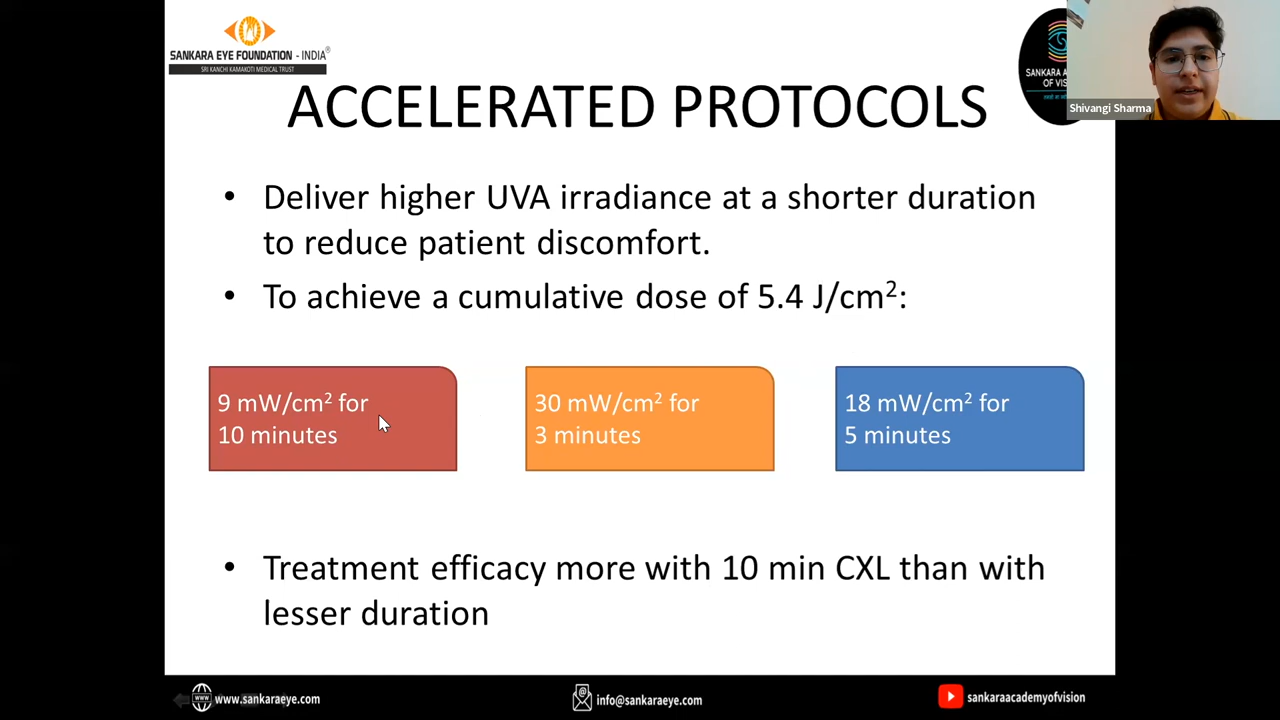 SANKARA EYE FOUNDATION - INDIA®
SRI KANCHI KAMAKOTI MEDICAL TRUST
SANKARA A
OF VIS
Shivangi Sharma
ACCELERATED PROTOCOLS
• Deliver higher UVA irradiance at a shorter duration
to reduce patient discomfort.
• To achieve a cumulative dose of 5.4 J/cm²:
9 mW/cm² for
10 minutes
30 mW/cm² for
3 minutes
18 mW/cm² for
5 minutes
• Treatment efficacy more with 10 min CXL than with
lesser duration
www.sankaraeye.com
info@sankaraeye.com
sankaraacademyofvision